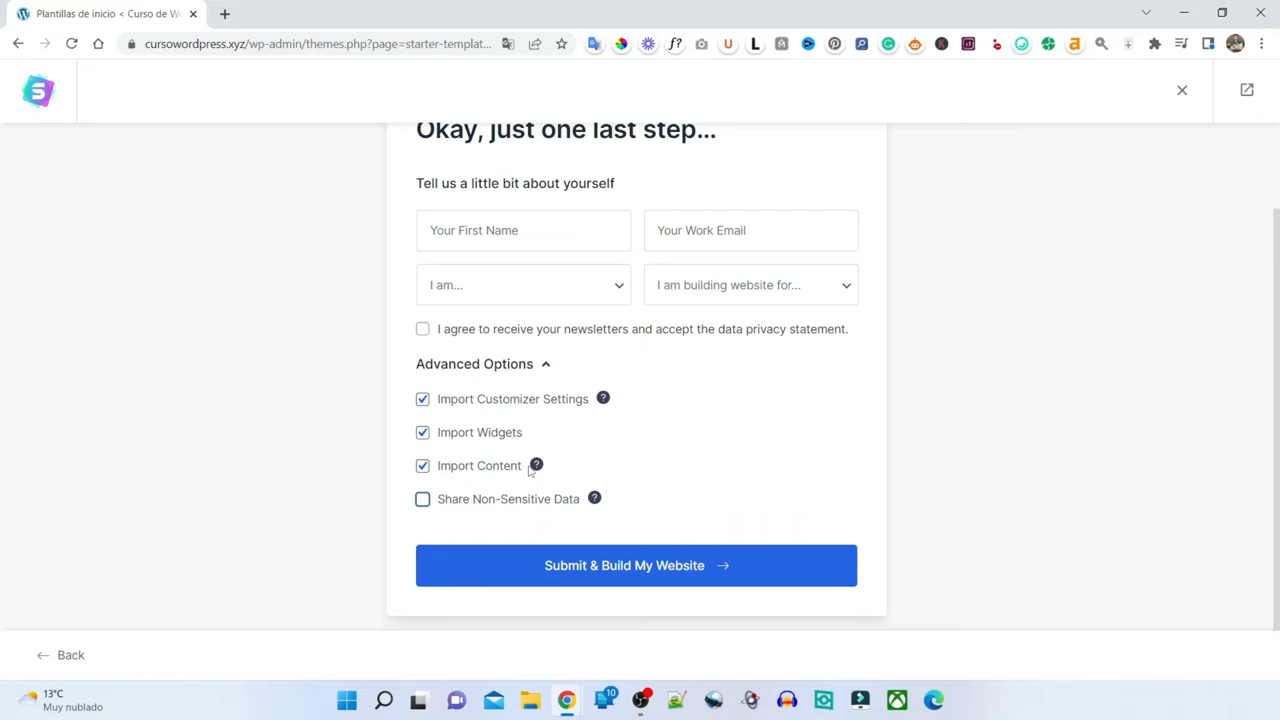 Plantillas de inicio < Curso de W
cursowordpress.xyz/wp-admin/themes.php?page=starter-templat...
Okay, just one last step...
Tell us a little bit about yourself
Your First Name
Your Work Email
I am...
I am building website for...
I agree to receive your newsletters and accept the data privacy statement.
Advanced Options
Import Customizer Settings ?
Import Widgets
Import Content ?
Share Non-Sensitive Data ?
Submit & Build My Website →
← Back
13°C
Muy nublado
10